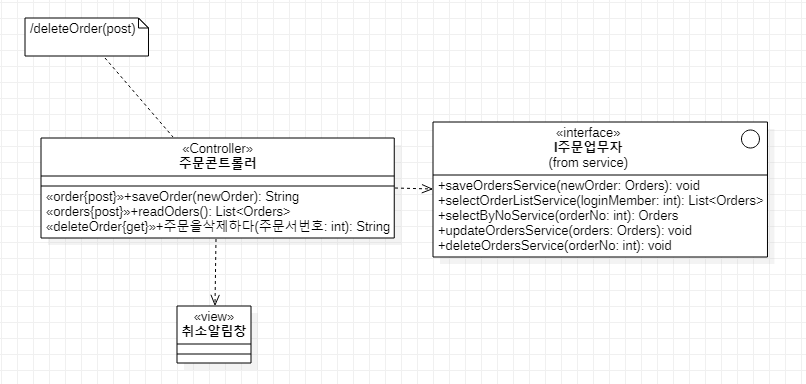 /deleteOrder(post)
«Controller»
주문콘트롤러
«order{post}»+saveOrder(newOrder): String
«orders{post}»+readOders(): List<Orders>
«deleteOrder{get}»+주문을삭제하다(주문서번호: int): String
«interface»
I주문업무자
(from service)
+saveOrdersService(newOrder: Orders): void
+selectOrderListService(loginMember: int): List<Orders>
+selectByNoService(orderNo: int): Orders
+updateOrdersService(orders: Orders): void
+deleteOrdersService(orderNo: int): void
«view»
취소알림창